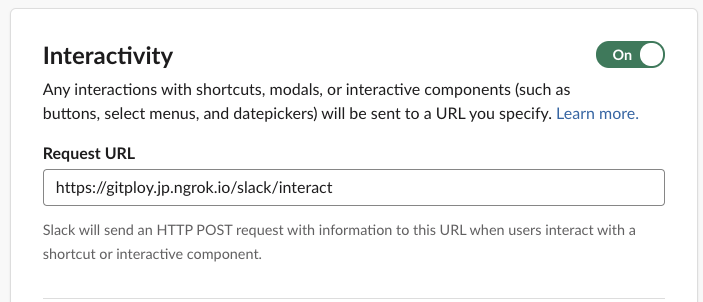 Interactivity
On
Any interactions with shortcuts, modals, or interactive components (such as
buttons, select menus, and datepickers) will be sent to a URL you specify. Learn more.
Request URL
https://gitploy.jp.ngrok.io/slack/interact
Slack will send an HTTP POST request with information to this URL when users interact with a
shortcut or interactive component.